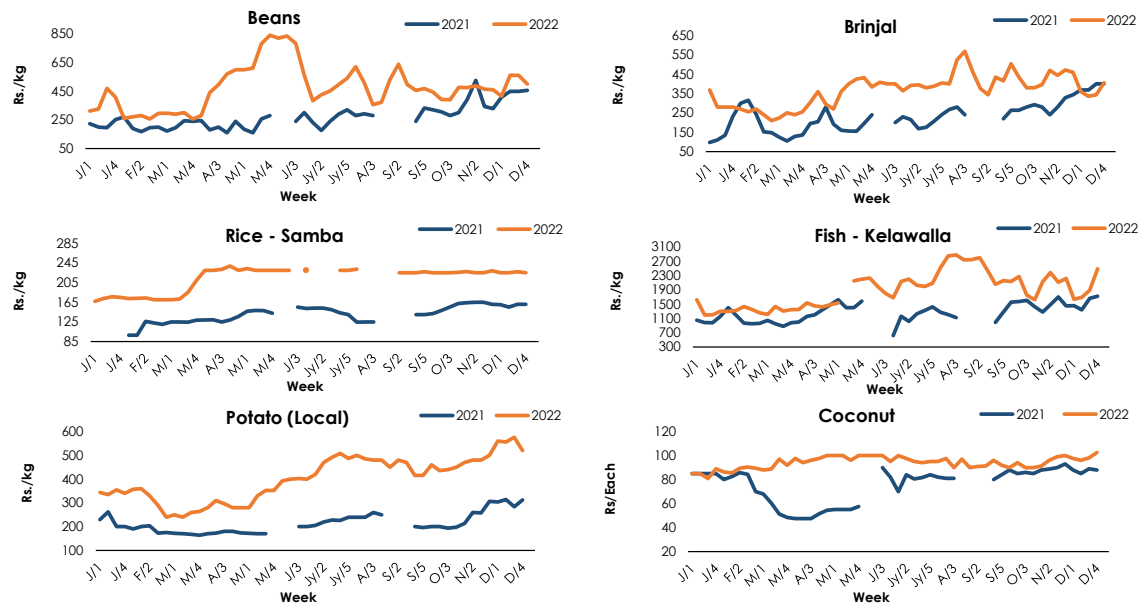 Beans
2021 2022
Rs./kg
850
650
450
250
50
J/1 J/4 F/2 M/1 M/4 A/3 M/1 M/4 J/3 Jy/2 Jy/5 A/3 S/2 S/5 O/3 N/2 D/1 D/4
Week
Brinjal
2021 2022
Rs./kg
650
550
450
350
250
150
50
J/1 J/4 F/2 M/1 M/4 A/3 M/1 M/4 J/3 Jy/2 Jy/5 A/3 S/2 S/5 O/3 N/2 D/1 D/4
Week
Rice - Samba
2021 2022
Rs./kg
285
245
205
165
125
85
J/1 J/4 F/2 M/1 M/4 A/3 M/1 M/4 J/3 Jy/2 Jy/5 A/3 S/2 S/5 O/3 N/2 D/1 D/4
Week
Fish - Kelawalla
2021 2022
Rs./kg
3100
2700
2300
1900
1500
1100
700
300
J/1 J/4 F/2 M/1 M/4 A/3 M/1 M/4 J/3 Jy/2 Jy/5 A/3 S/2 S/5 O/3 N/2 D/1 D/4
Week
Potato (Local)
2021 2022
Rs./kg
600
500
400
300
200
100
J/1 J/4 F/2 M/1 M/4 A/3 M/1 M/4 J/3 Jy/2 Jy/5 A/3 S/2 S/5 O/3 N/2 D/1 D/4
Week
Coconut
2021 2022
Rs/Each
120
100
80
60
40
20
J/1 J/4 F/2 M/1 M/4 A/3 M/1 M/4 J/3 Jy/2 Jy/5 A/3 S/2 S/5 O/3 N/2 D/1 D/4
Week